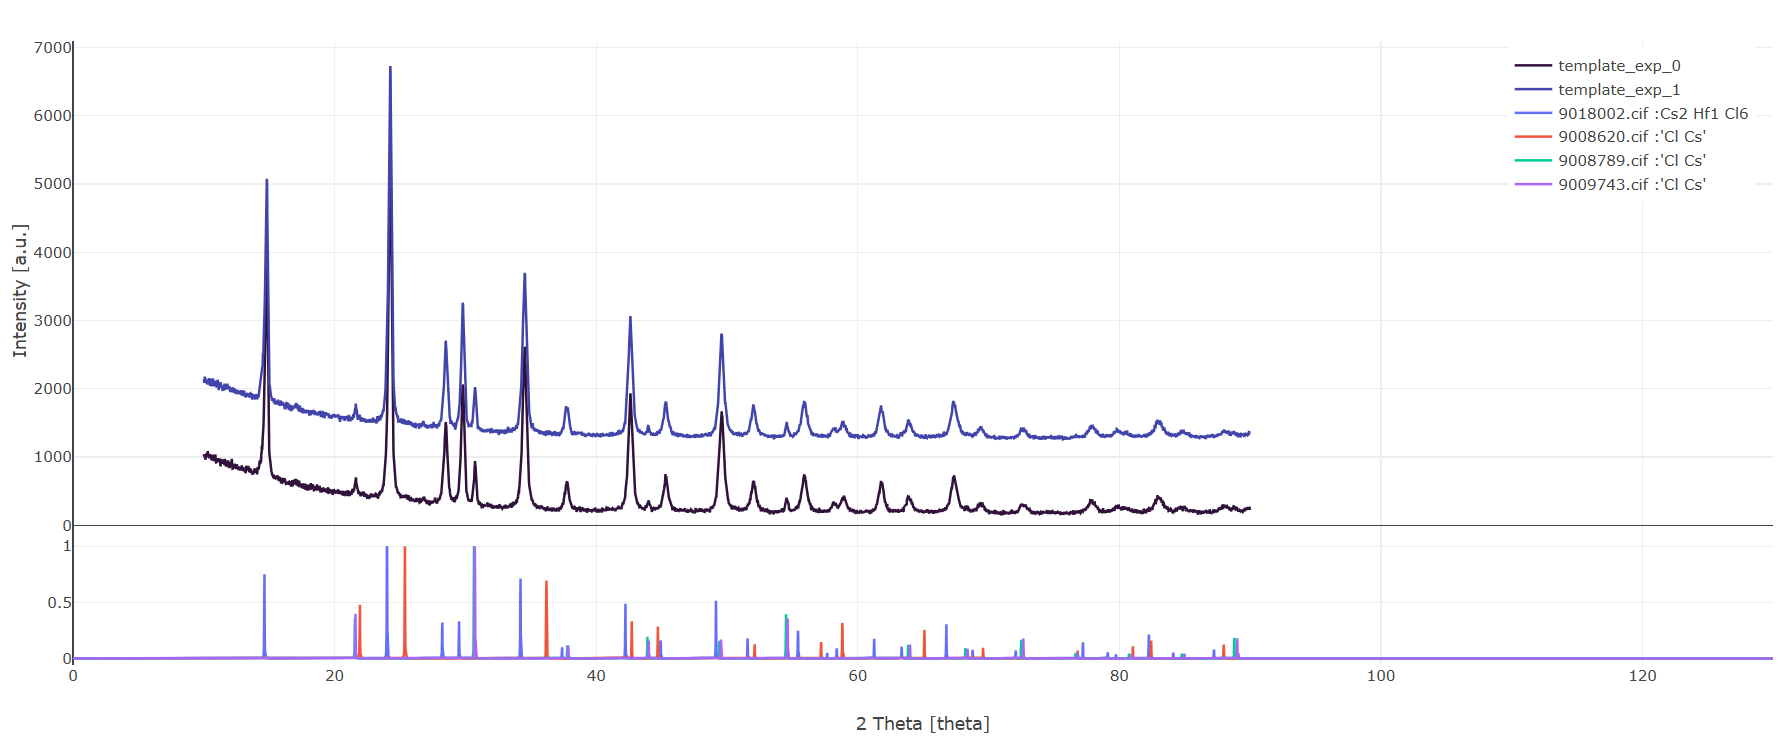 7000
6000
5000
4000
3000
2000
1000
0
Intensity [a.u.]
template_exp_0
template_exp_1
9018002.cif :Cs2 Hf1 Cl6
9008620.cif :'Cl Cs'
9008789.cif :'Cl Cs'
9009743.cif :'Cl Cs'
1
0.5
0
0 20 40 60 80 100 120
2 Theta [theta]